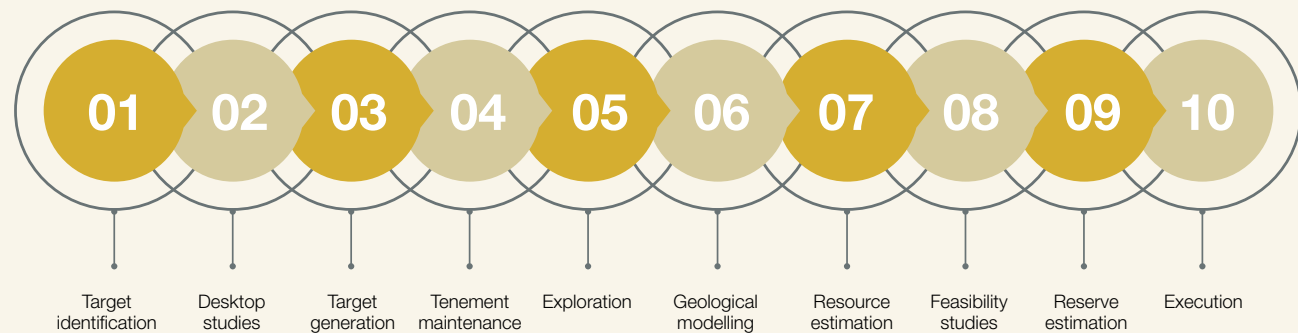 01 02 03 04 05 06 07 08 09 10
Target
identification
Desktop
studies
Target
generation
Tenement
maintenance
Exploration
Geological
modelling
Resource
estimation
Feasibility
studies
Reserve
estimation
Execution